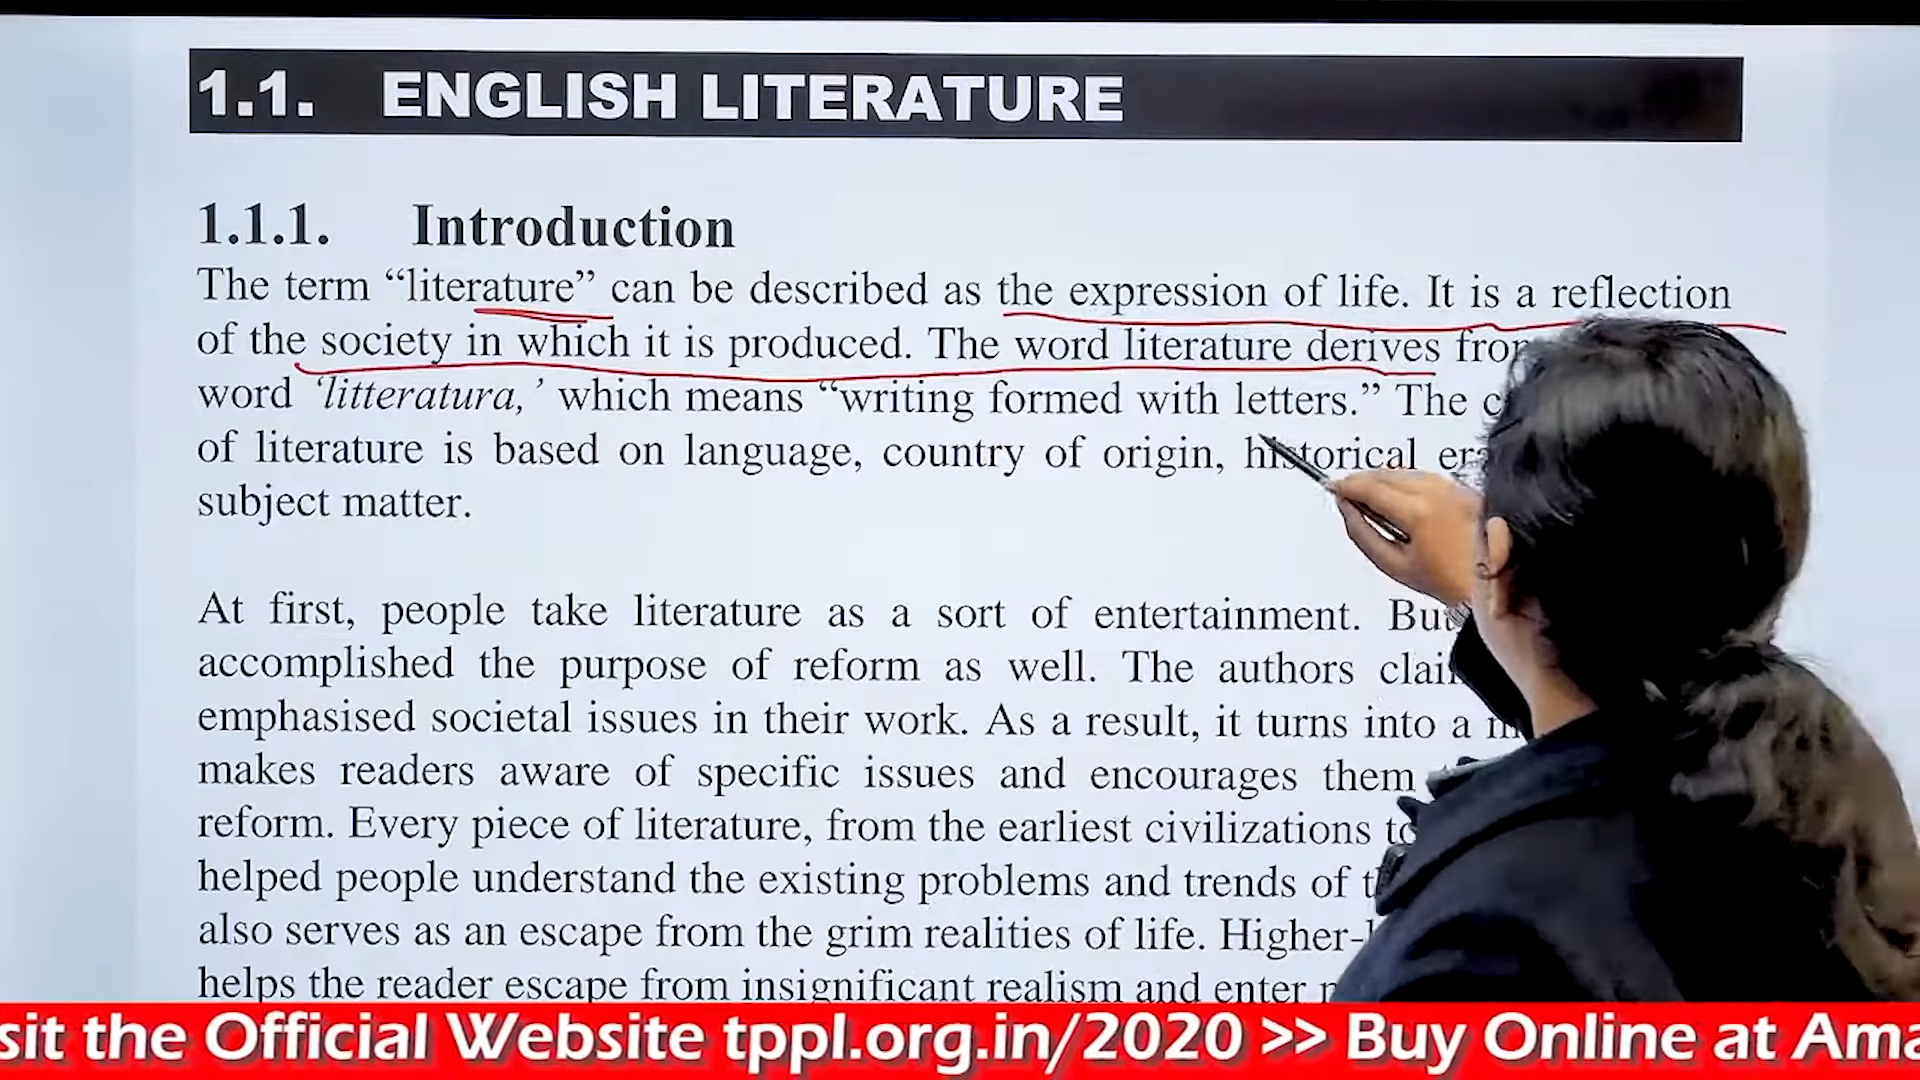 1.1. ENGLISH LITERATURE
1.1.1. Introduction
The term “literature” can be described as the expression of life. It is a reflection
of the society in which it is produced. The word literature derives
word ‘litteratura,’ which means “writing formed with letters.” The
of literature is based on language, country of origin, historical
subject matter.
At first, people take literature as a sort of entertainment.
accomplished the purpose of reform as well. The authors
emphasised societal issues in their work. As a result, it turns into a
makes readers aware of specific issues and encourages them
reform. Every piece of literature, from the earliest civilizations
helped people understand the existing problems and trends of
also serves as an escape from the grim realities of life. Higher-
helps the reader escape from insignificant realism and enter
the Official Website tppl.org.in/2020 >> Buy Online at